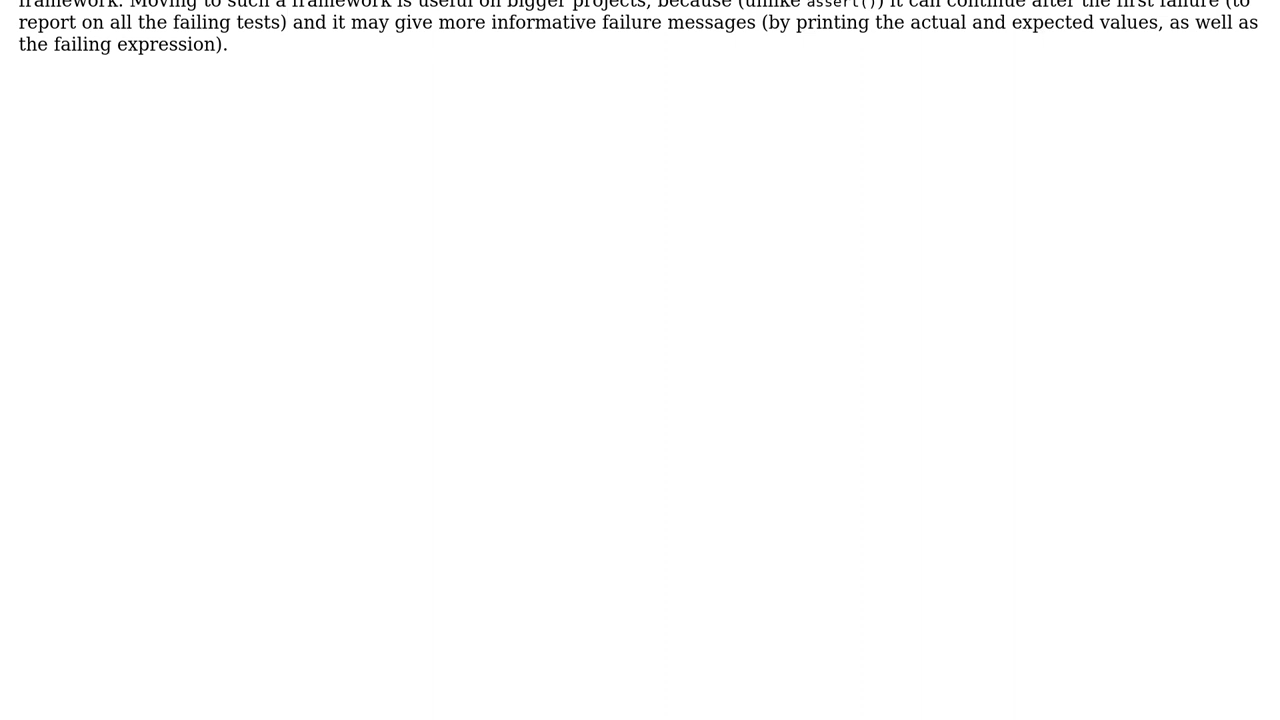 framework. Moving to such a framework is useful on bigger projects, because (unlike assert()) it can continue after the first failure (to
report on all the failing tests) and it may give more informative failure messages (by printing the actual and expected values, as well as
the failing expression).